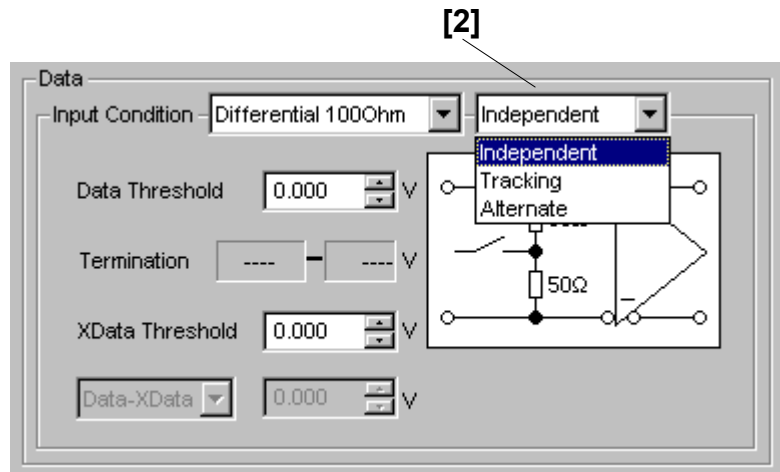 [2]
Data
Input Condition Differential 100Ohm Independent
Independent
Tracking
Alternate
Data Threshold 0.000 V
Termination ---- - ---- V
50Ω
XData Threshold 0.000 V
Data-XData 0.000 V